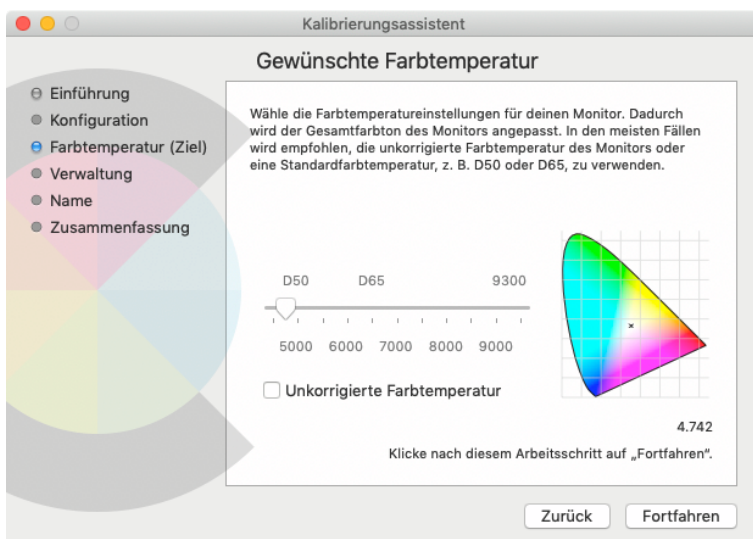 Kalibrierungsassistent
Gewünschte Farbtemperatur
Einführung
Konfiguration
Farbtemperatur (Ziel)
Verwaltung
Name
Zusammenfassung
Wähle die Farbtemperatureinstellungen für deinen Monitor. Dadurch
wird der Gesamtfarbton des Monitors angepasst. In den meisten Fällen
wird empfohlen, die unkorrigierte Farbtemperatur des Monitors oder
eine Standardfarbtemperatur, z. B. D50 oder D65, zu verwenden.
D50 D65 9300
5000 6000 7000 8000 9000
Unkorrigierte Farbtemperatur
4.742
Klicke nach diesem Arbeitsschritt auf „Fortfahren“.
Zurück Fortfahren